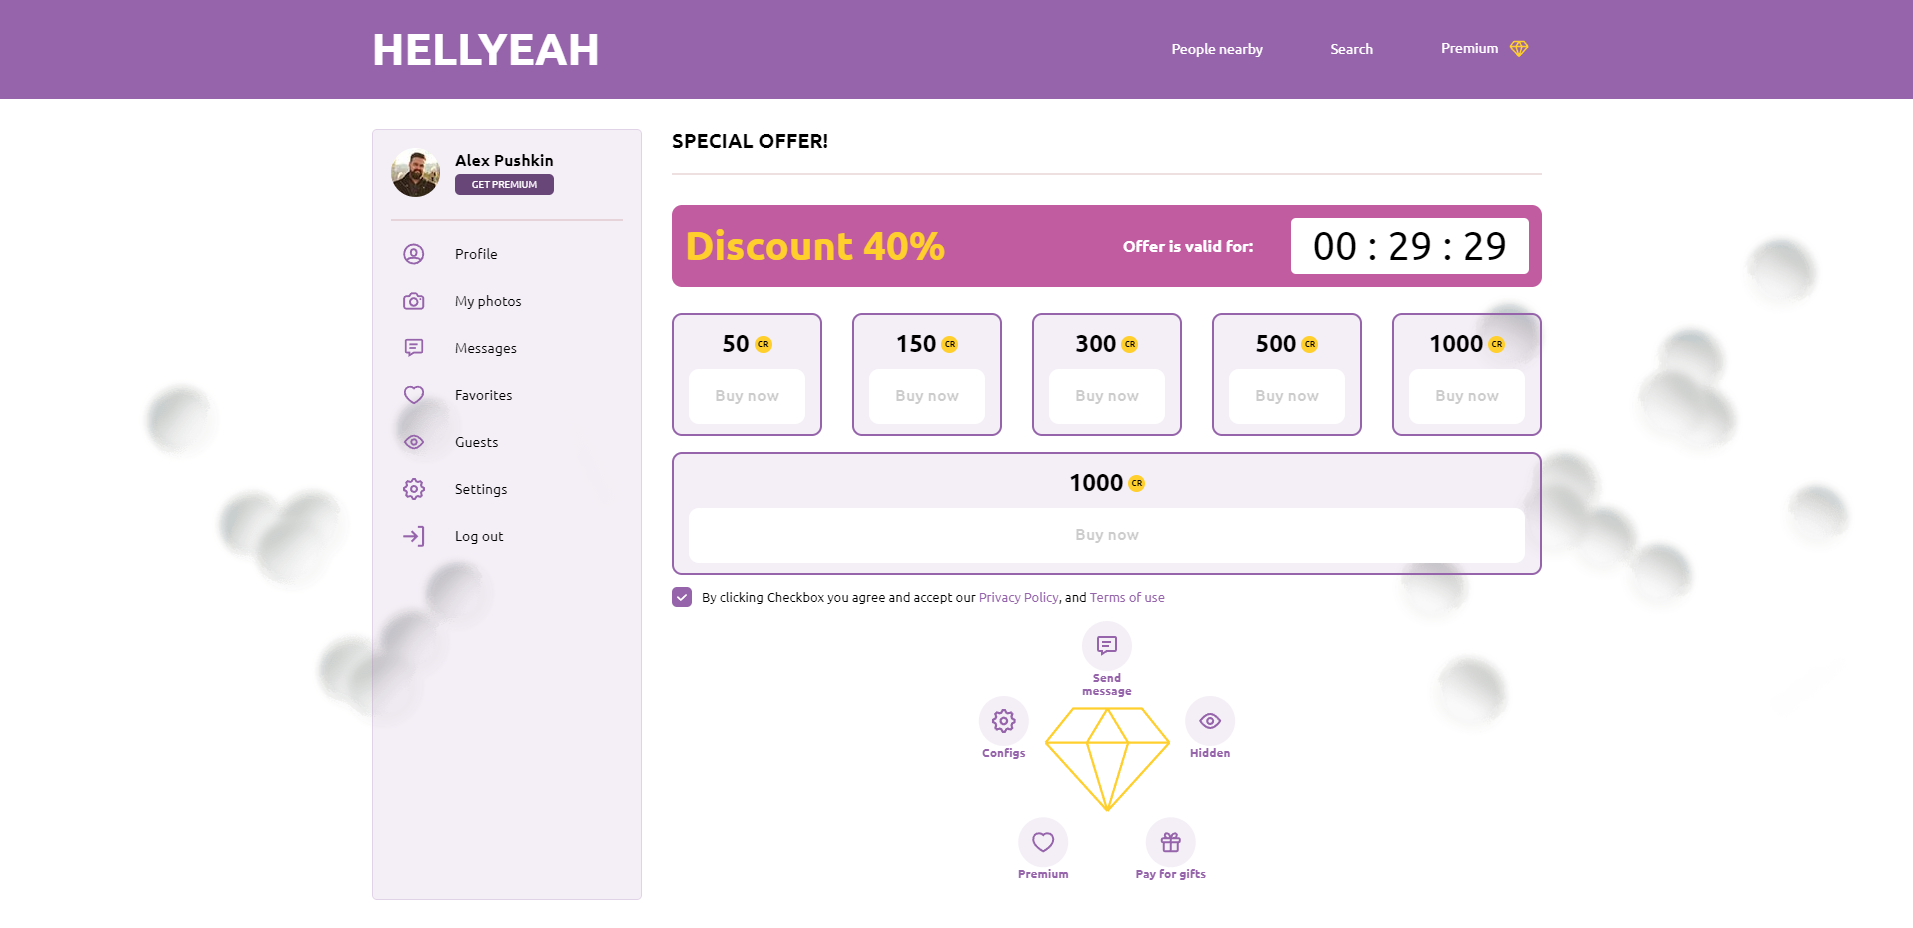 HELLYEAH
People nearby
Search
Premium
Alex Pushkin
GET PREMIUM
Profile
My photos
Messages
Favorites
Guests
Settings
Log out
SPECIAL OFFER!
Discount 40%
Offer is valid for:
00 : 29 : 29
50 CR
Buy now
150 CR
Buy now
300 CR
Buy now
500 CR
Buy now
1000 CR
Buy now
1000 CR
Buy now
By clicking Checkbox you agree and accept our Privacy Policy, and Terms of use
Send
message
Configs
Hidden
Premium
Pay for gifts